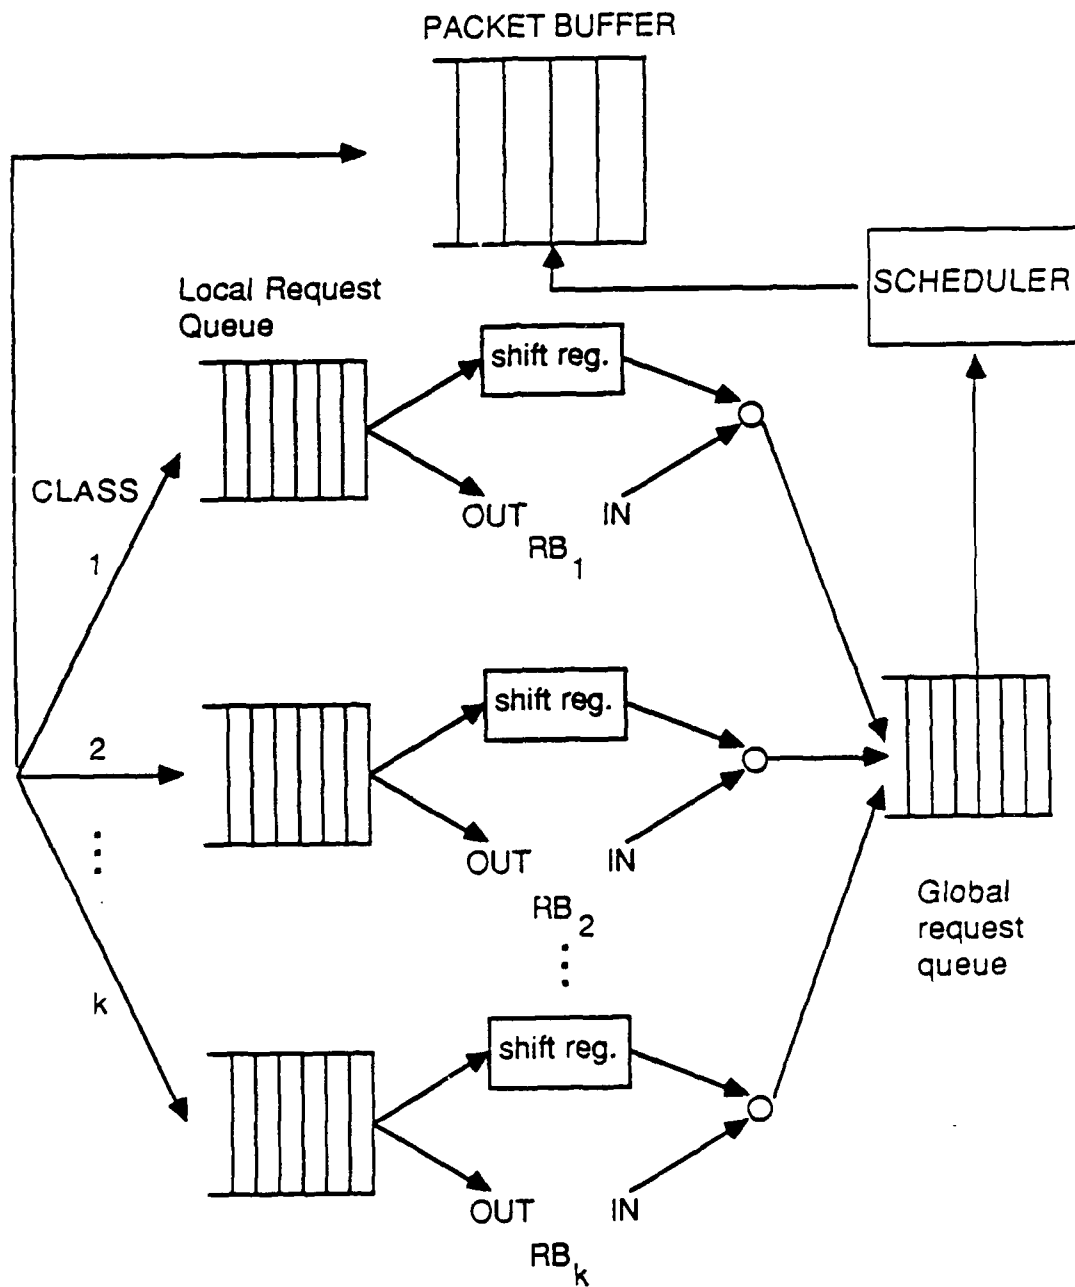 PACKET BUFFER
SCHEDULER
Local Request
Queue
shift reg.
CLASS
OUT IN
RB1
1
shift reg.
2
OUT IN
RB2
Global
request
queue
k
shift reg.
OUT IN
RBk